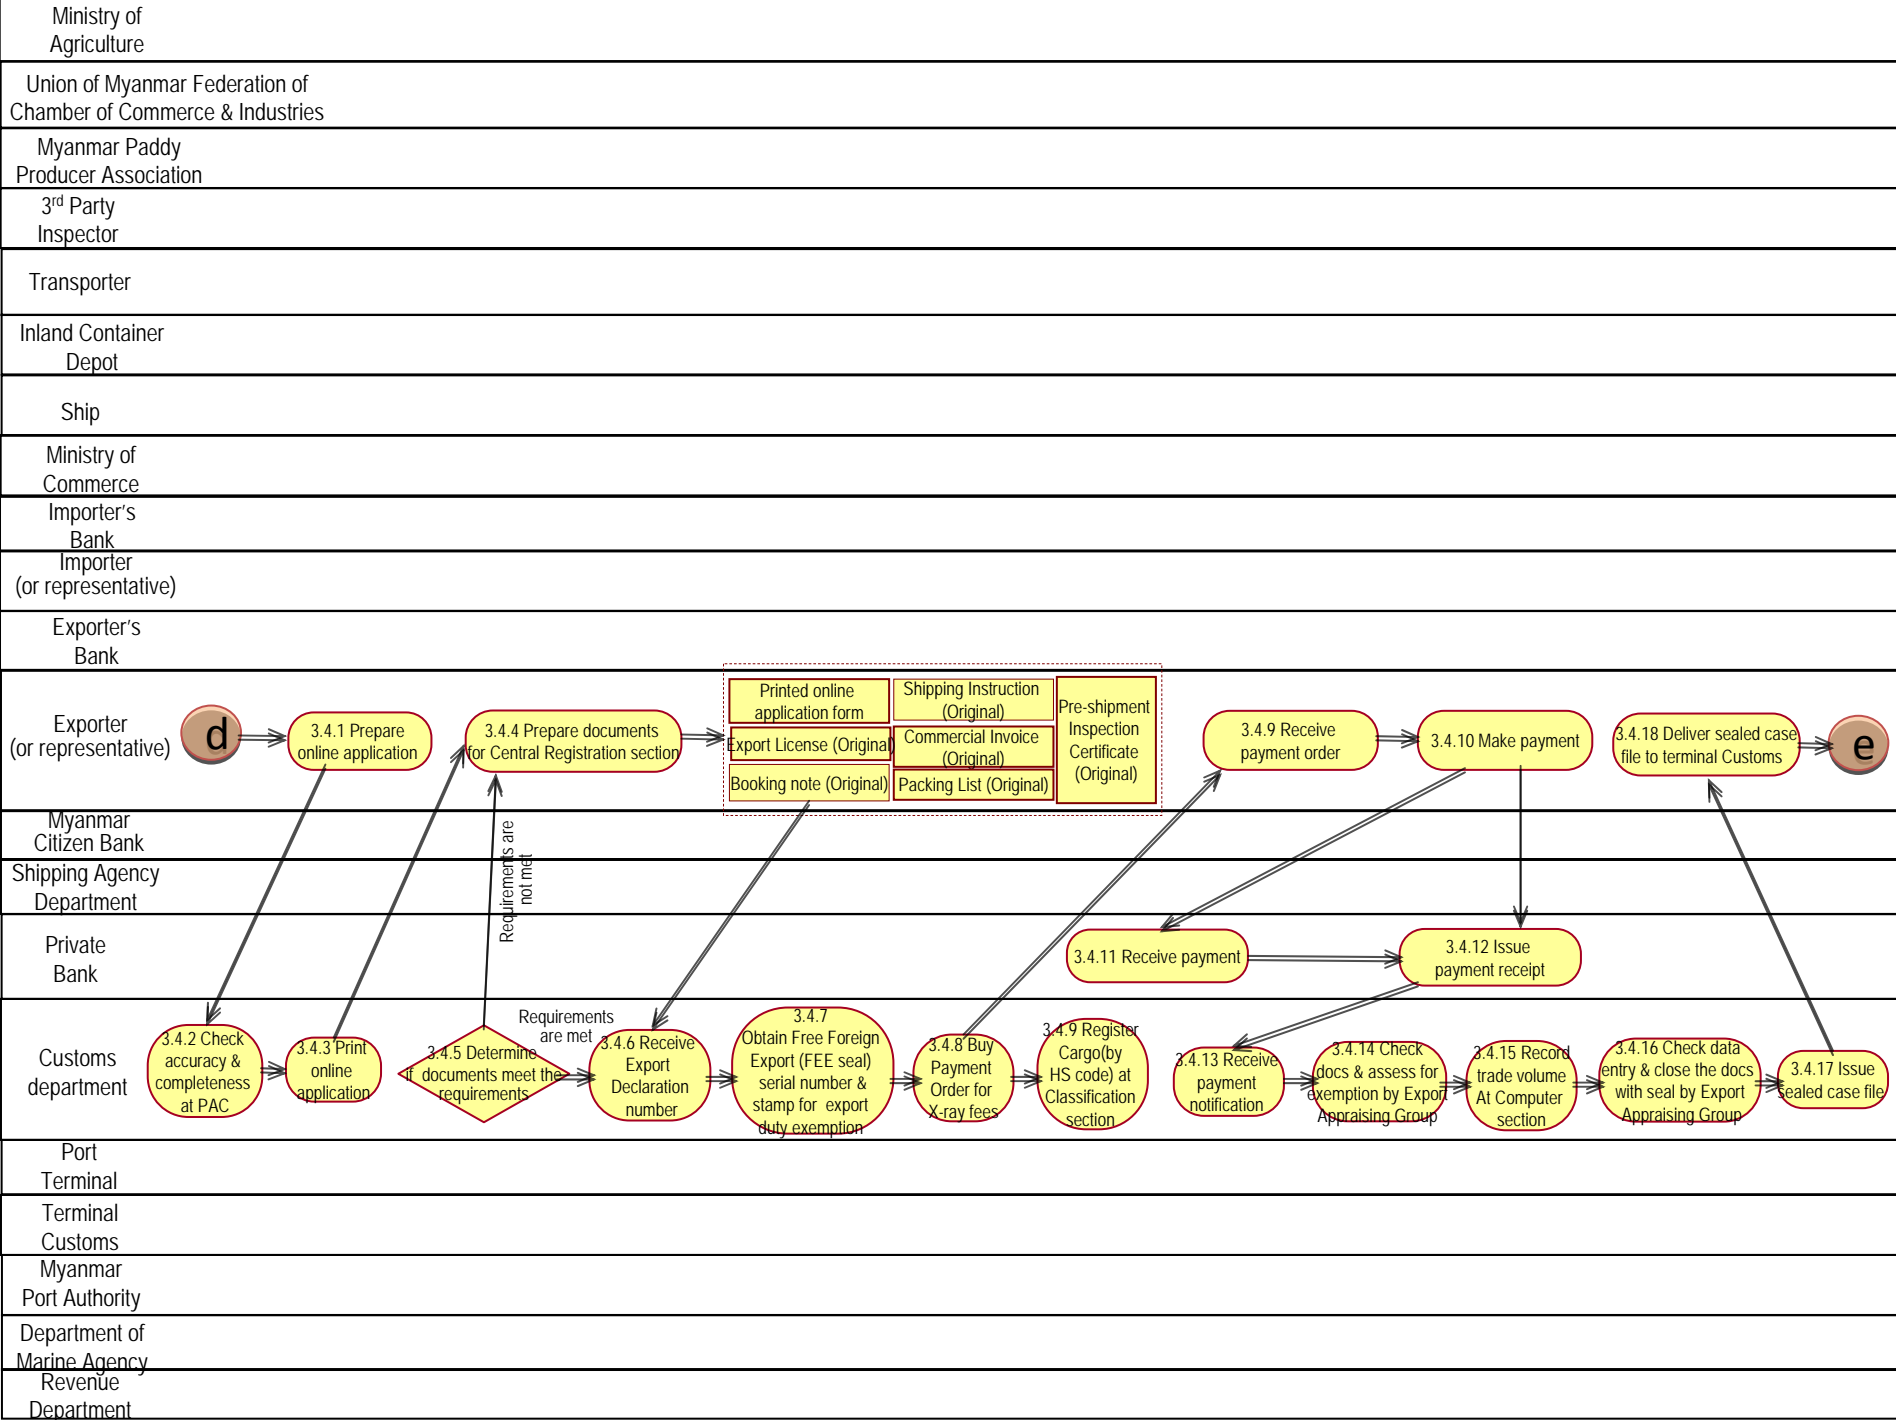 Ministry of
Agriculture
Union of Myanmar Federation of
Chamber of Commerce & Industries
Myanmar Paddy
Producer Association
3rd Party
Inspector
Transporter
Inland Container
Depot
Ship
Ministry of
Commerce
Importer's
Bank
Importer
(or representative)
Exporter's
Bank
Exporter
(or representative)
d
3.4.1 Prepare
online application
3.4.4 Prepare documents
for Central Registration section
Printed online
application form
Export License (Original)
Booking note (Original)
Shipping Instruction
(Original)
Commercial Invoice
(Original)
Packing List (Original)
Pre-shipment
Inspection
Certificate
(Original)
3.4.9 Receive
payment order
3.4.10 Make payment
3.4.18 Deliver sealed case
file to terminal Customs
e
Myanmar
Citizen Bank
Shipping Agency
Department
Requirements are
not met
Private
Bank
3.4.11 Receive payment
3.4.12 Issue
payment receipt
Customs
department
3.4.2 Check
accuracy &
completeness
at PAC
3.4.3 Print
online
application
3.4.5 Determine
if documents meet the
requirements
Requirements
are met
3.4.6 Receive
Export
Declaration
number
3.4.7
Obtain Free Foreign
Export (FEE seal)
serial number &
stamp for export
duty exemption
3.4.8 Buy
Payment
Order for
X-ray fees
3.4.9 Register
Cargo(by
HS code) at
Classification
section
3.4.13 Receive
payment
notification
3.4.14 Check
docs & assess for
exemption by Export
Appraising Group
3.4.15 Record
trade volume
At Computer
section
3.4.16 Check data
entry & close the docs
with seal by Export
Appraising Group
3.4.17 Issue
sealed case file
Port
Terminal
Terminal
Customs
Myanmar
Port Authority
Department of
Marine Agency
Revenue
Department